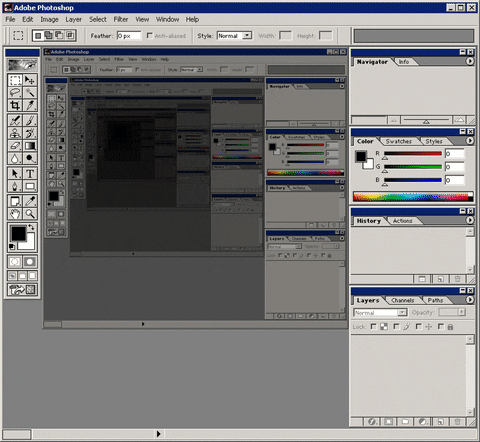 Adobe Photoshop
File Edit Image Layer Select Filter View Window Help
Feather: 0 px Anti-aliased Style: Normal Width: Height:
Navigator Info
Color Swatches Styles
R 0
G 0
B 0
History Actions
Layers Channels Paths
Normal Opacity:
Lock:
Adobe Photoshop
File Edit Image Layer Select Filter View Window Help
Feather: 0 px Anti-aliased Style: Normal
Navigator Info
Color Swatches Styles
History Actions
Layers Channels Paths
Normal Opacity:
Lock: